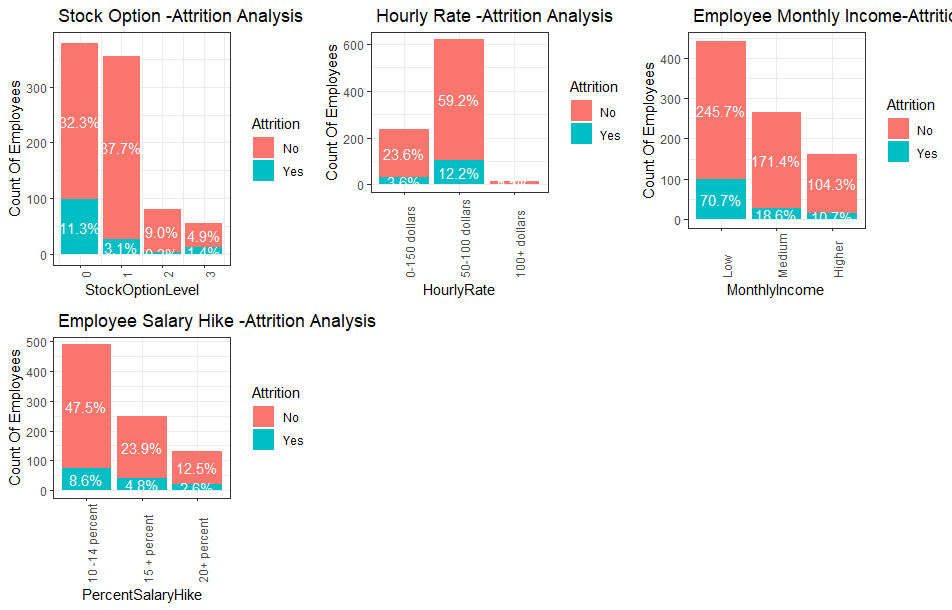 Stock Option -Attrition Analysis
Count Of Employees
300
200
100
0
32.3%
37.7%
9.0%
4.9%
11.3%
3.1%
1.4%
0
1
2
3
StockOptionLevel
Attrition
No
Yes
Hourly Rate -Attrition Analysis
Count Of Employees
600
400
200
0
59.2%
23.6%
12.2%
3.6%
0-150 dollars
50-100 dollars
100+ dollars
HourlyRate
Attrition
No
Yes
Employee Monthly Income-Attritio
Count Of Employees
400
300
200
100
0
245.7%
171.4%
104.3%
70.7%
18.6%
10.7%
Low
Medium
Higher
MonthlyIncome
Attrition
No
Yes
Employee Salary Hike -Attrition Analysis
Count Of Employees
500
400
300
200
100
0
47.5%
23.9%
12.5%
8.6%
4.8%
2.6%
10 -14 percent
15 + percent
20+ percent
PercentSalaryHike
Attrition
No
Yes